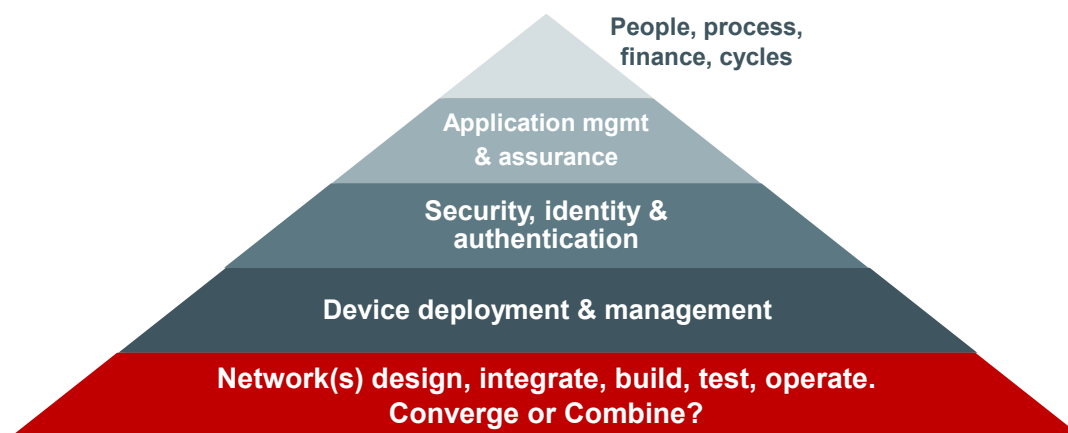 People, process,
finance, cycles
Application mgmt
& assurance
Security, identity &
authentication
Device deployment & management
Network(s) design, integrate, build, test, operate.
Converge or Combine?